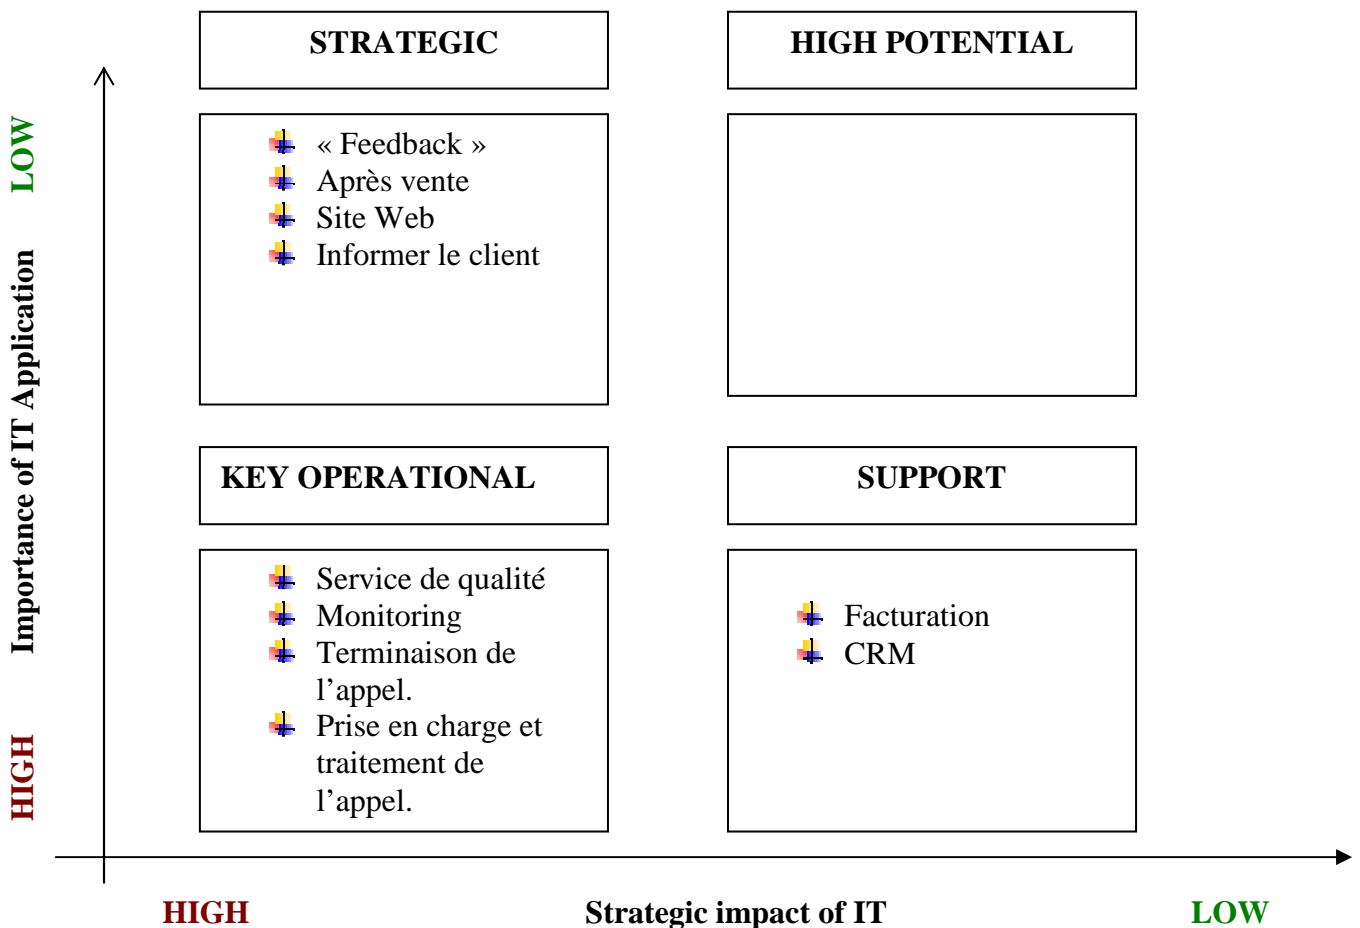 STRATEGIC
HIGH POTENTIAL
« Feedback »
Après vente
Site Web
Informer le client
KEY OPERATIONAL
SUPPORT
Service de qualité
Monitoring
Terminaison de
l’appel.
Prise en charge et
traitement de
l’appel.
Facturation
CRM
LOW
Importance of IT Application
HIGH
HIGH
Strategic impact of IT
LOW